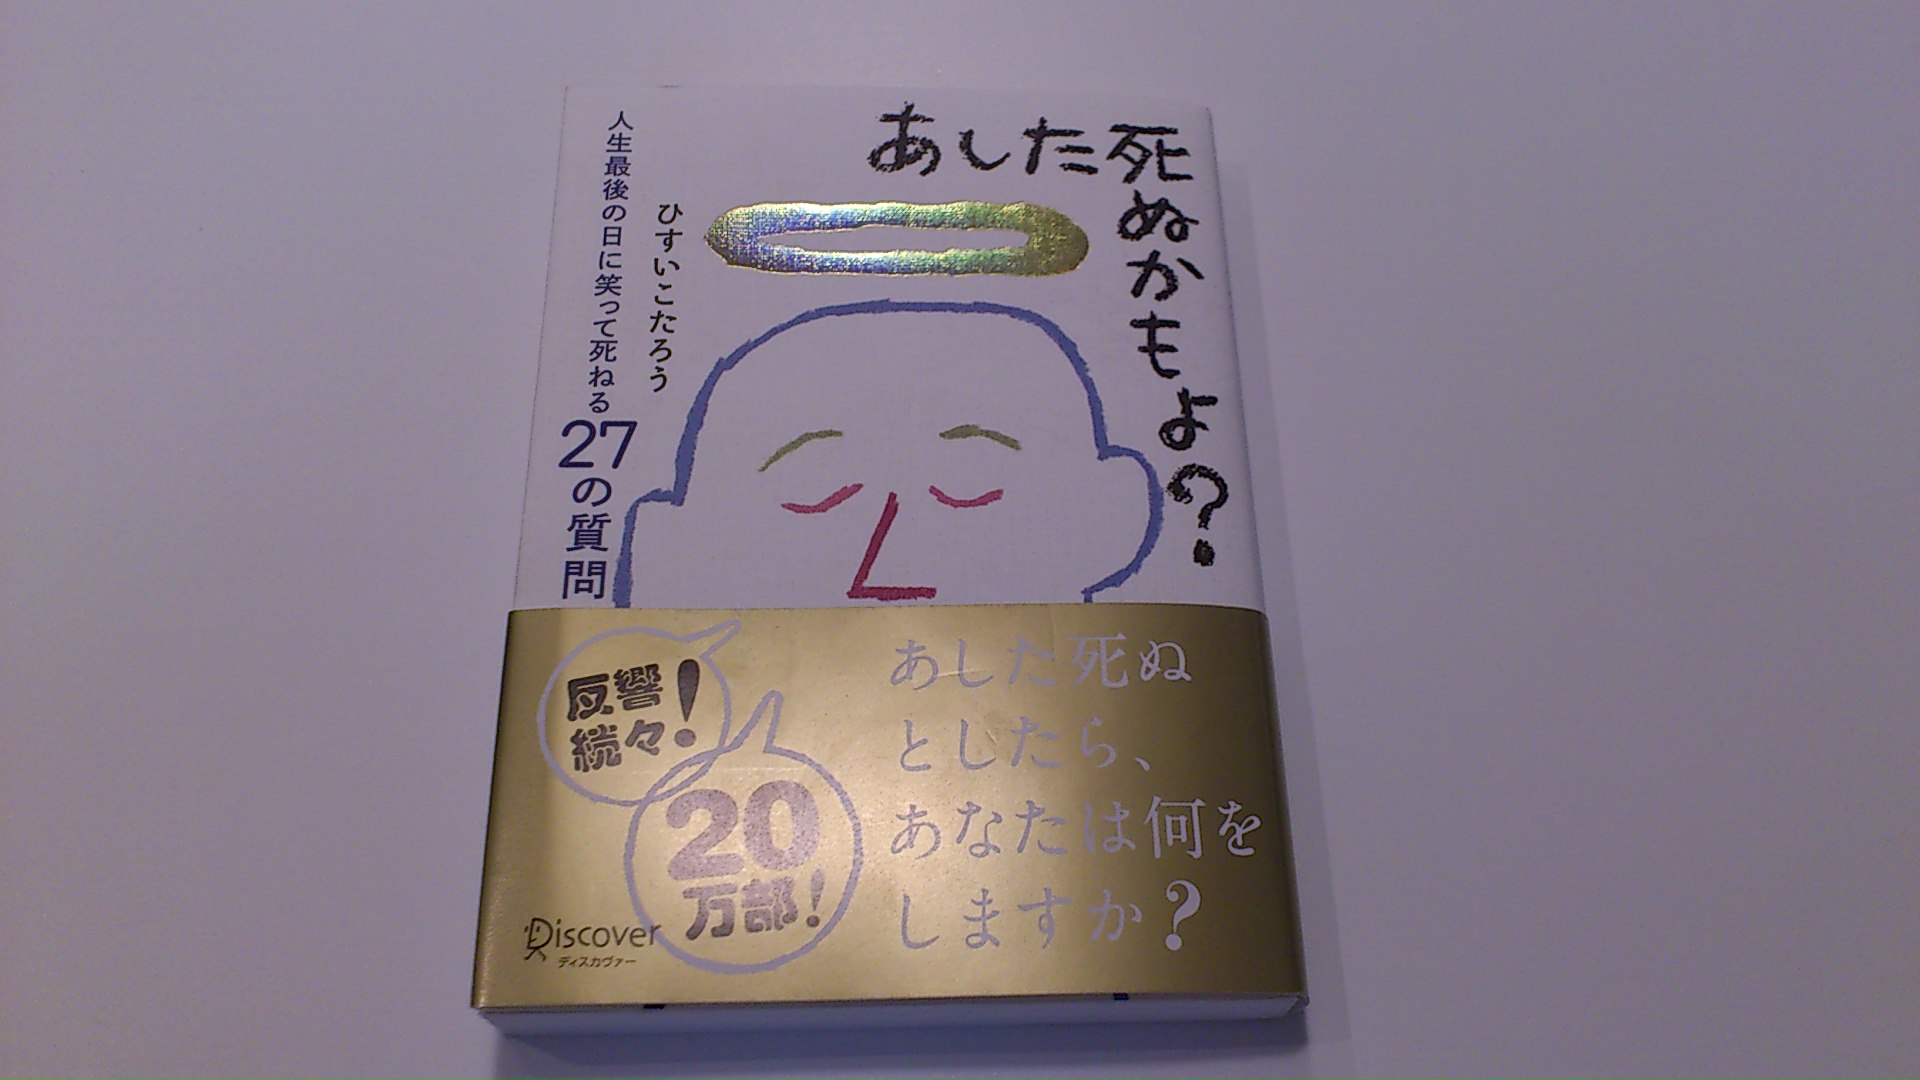 あした死ぬかもよ?
ひすいこたろう
人生最後の日に笑って死ねる
27の質問
反響
続々!
20
万部!
あした死ぬ
としたら、
あなたは何を
しますか?
Discover
ディスカヴァー